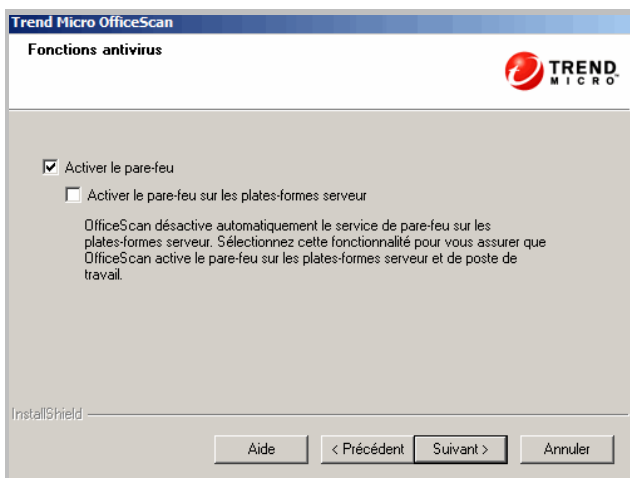 Trend Micro OfficeScan
Fonctions antivirus
TREND
MICRO
Activer le pare-feu
Activer le pare-feu sur les plates-formes serveur
OfficeScan désactive automatiquement le service de pare-feu sur les
plates-formes serveur. Sélectionnez cette fonctionnalité pour vous assurer que
OfficeScan active le pare-feu sur les plates-formes serveur et de poste de
travail.
InstallShield
Aide
< Précédent
Suivant >
Annuler